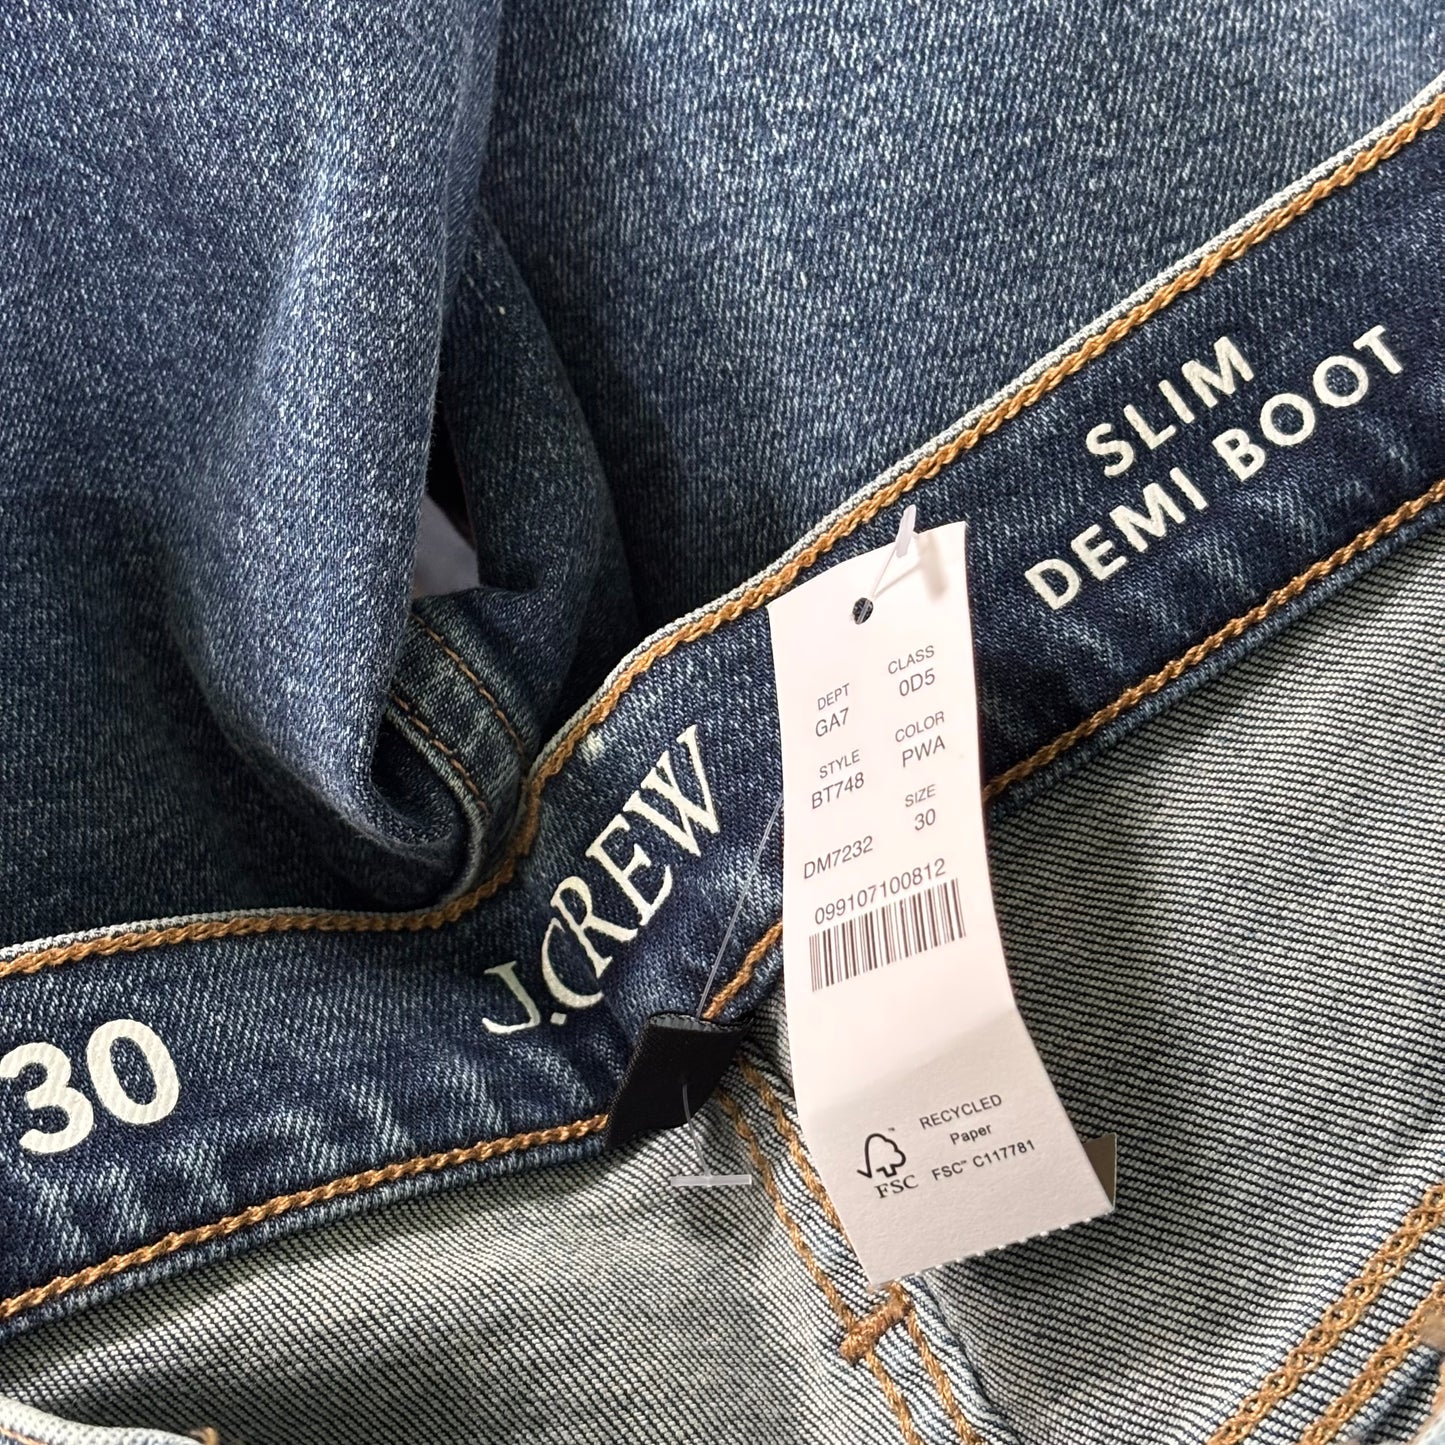 SLIM
DEMI BOOT
J.CREW
30
DEPT CLASS
GA7 0D5
STYLE COLOR
BT748 PWA
SIZE
DM7232 30
099107100812
RECYCLED
Paper
FSC™ C117781
FSC